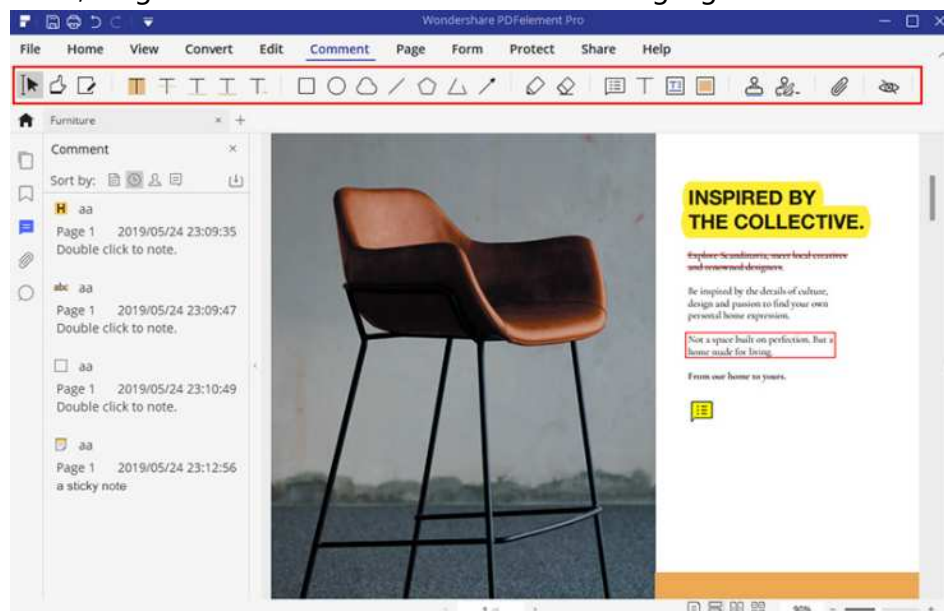 Wondershare PDFelement Pro
File Home View Convert Edit Comment Page Form Protect Share Help
Furniture
Comment
Sort by:
H aa
Page 1 2019/05/24 23:09:35
Double click to note.
abc aa
Page 1 2019/05/24 23:09:47
Double click to note.
aa
Page 1 2019/05/24 23:10:49
Double click to note.
aa
Page 1 2019/05/24 23:12:56
a sticky note
INSPIRED BY
THE COLLECTIVE.
Explore Scandinavia, meet local creatives
and renowned designers.
Be inspired by the details of culture,
design and passion to find your own
personal home expression.
Not a space built on perfection. But a
home made for living.
From our home to yours.
90%